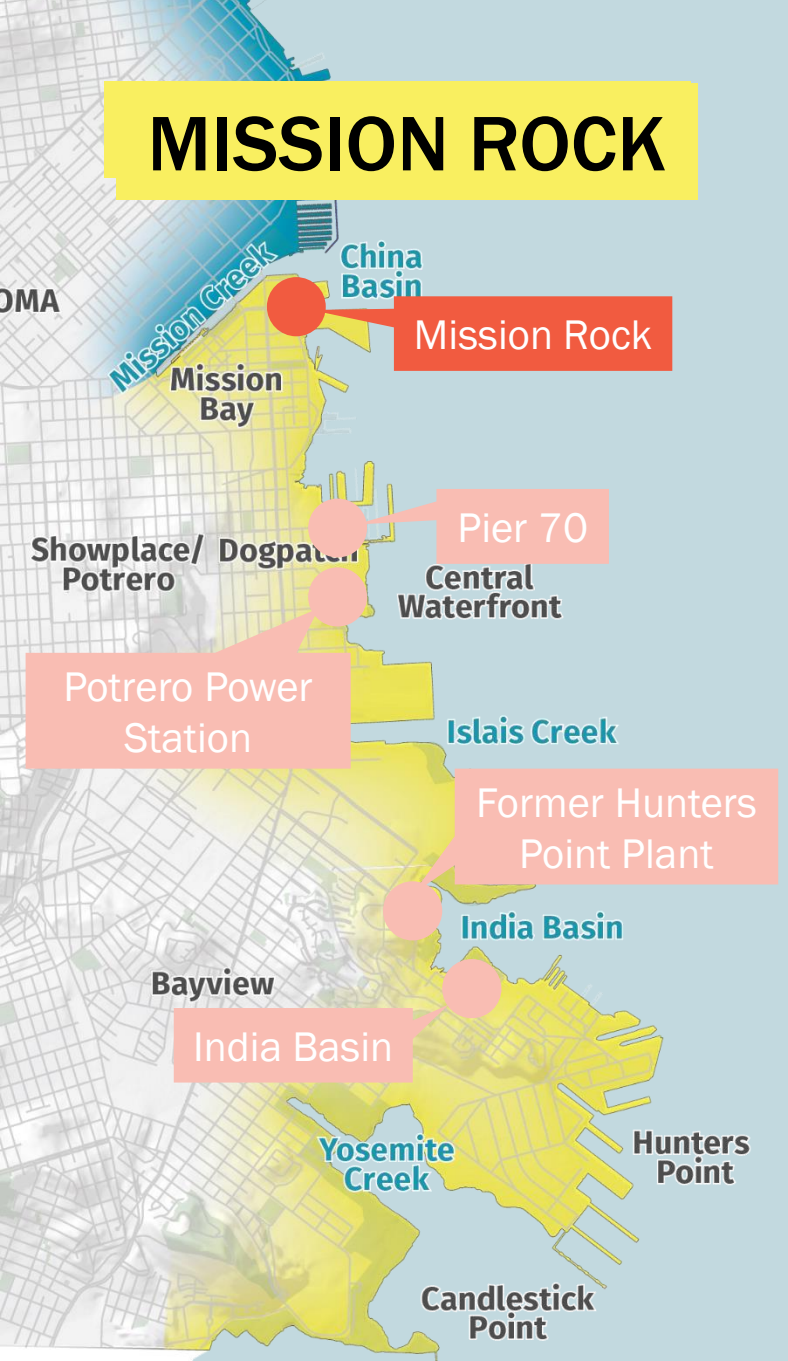 MISSION ROCK
China
Basin
Mission Creek
OMA
Mission Rock
Mission
Bay
Pier 70
Showplace/
Potrero
Dogpatch
Central
Waterfront
Potrero Power
Station
Islais Creek
Former Hunters
Point Plant
India Basin
Bayview
India Basin
Yosemite
Creek
Hunters
Point
Candlestick
Point